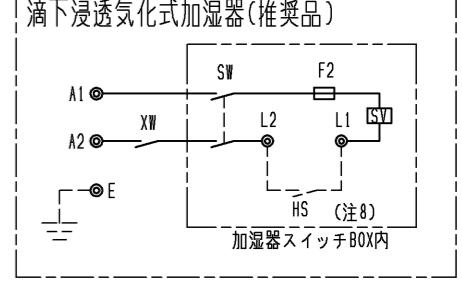 滴下浸透気化式加湿器(推奨品)
SW
F2
A1
SV
XW
L2
L1
A2
E
HS
(注8)
加湿器スイッチBOX内